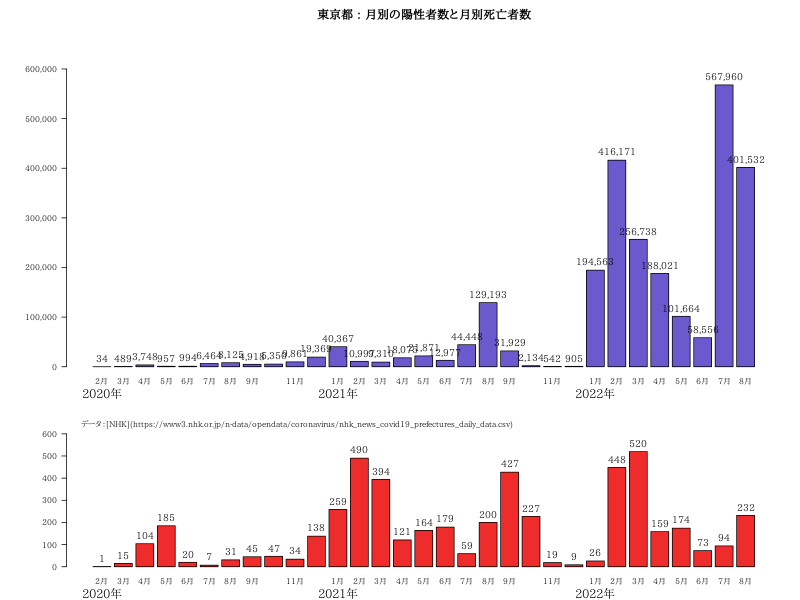 東京都：月別の陽性者数と月別死亡者数
600,000
500,000
400,000
300,000
200,000
100,000
0
34 489 3,748 957 994 6,464 8,125 4,918 5,350 9,861 19,369 40,367 10,997 9,310 18,075 21,871 12,977 44,448 129,193 31,929 2,134 542 905 194,563 416,171 256,738 188,021 101,664 58,556 567,960 401,532
2月 3月 4月 5月 6月 7月 8月 9月 11月 1月 2月 3月 4月 5月 6月 7月 8月 9月 11月 1月 2月 3月 4月 5月 6月 7月 8月
2020年 2021年 2022年
データ：[NHK](https://www3.nhk.or.jp/n-data/opendata/coronavirus/nhk_news_covid19_prefectures_daily_data.csv)
600
500
400
300
200
100
0
1 15 104 185 20 7 31 45 47 34 138 259 490 394 121 164 179 59 200 427 227 19 9 26 448 520 159 174 73 94 232
2月 3月 4月 5月 6月 7月 8月 9月 11月 1月 2月 3月 4月 5月 6月 7月 8月 9月 11月 1月 2月 3月 4月 5月 6月 7月 8月
2020年 2021年 2022年